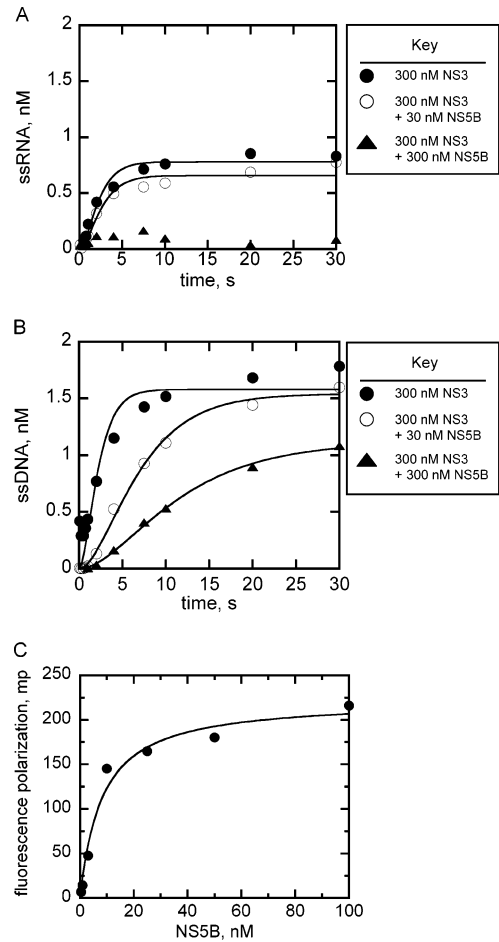 A
2
1.5
1
0.5
0
ssRNA, nM
0 5 10 15 20 25 30
time, s
Key
300 nM NS3
300 nM NS3
+ 30 nM NS5B
300 nM NS3
+ 300 nM NS5B
B
2
1.5
1
0.5
0
ssDNA, nM
0 5 10 15 20 25 30
time, s
Key
300 nM NS3
300 nM NS3
+ 30 nM NS5B
300 nM NS3
+ 300 nM NS5B
C
250
200
150
100
50
0
fluorescence polarization, mp
0 20 40 60 80 100
NS5B, nM